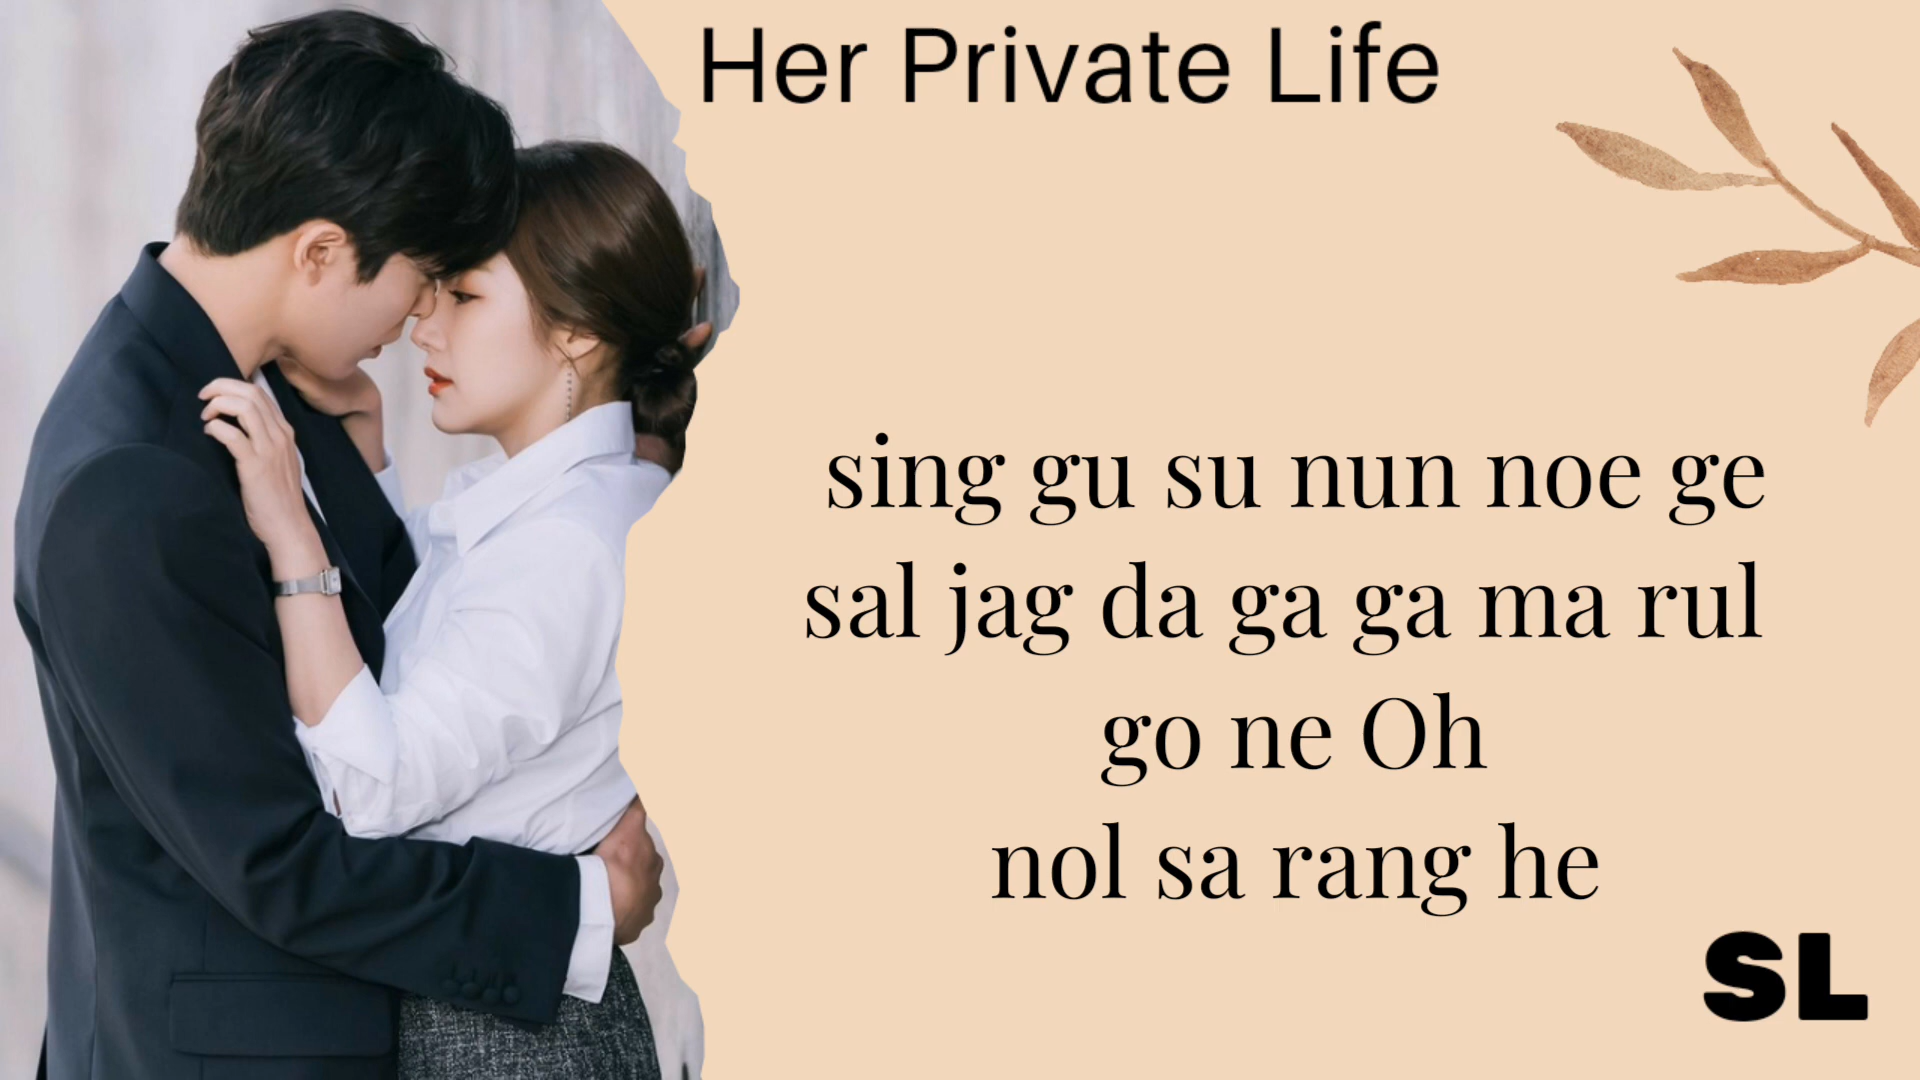 Her Private Life
sing gu su nun noe ge
sal jag da ga ga ma rul
go ne Oh
nol sa rang he
SL